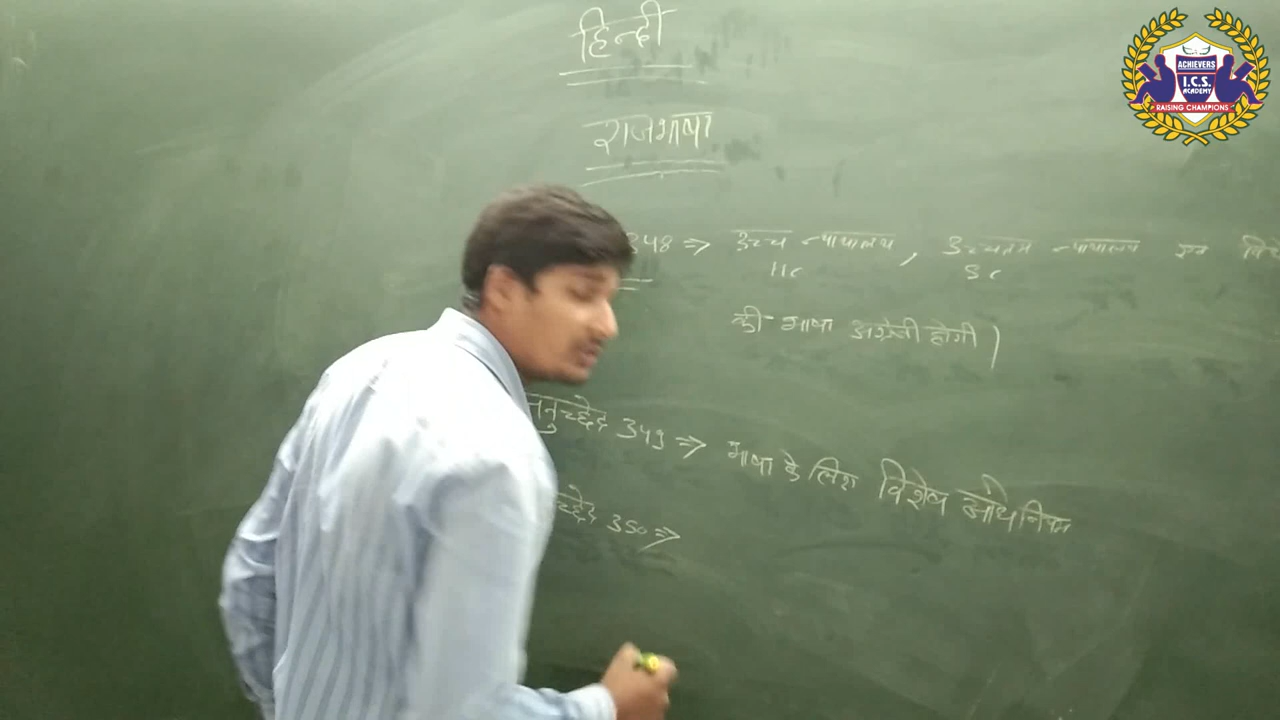 हिन्दी
राजभाषा
348 ⇒ उच्च न्यायालय, उच्चतम न्यायालय एवं
HC SC
की भाषा अंग्रेजी होगी।
अनुच्छेद 349 ⇒ भाषा के लिए विशेष अधिनियम
च्छेद 350 ⇒
ACHIEVERS
I.C.S.
ACADEMY
RAISING CHAMPIONS